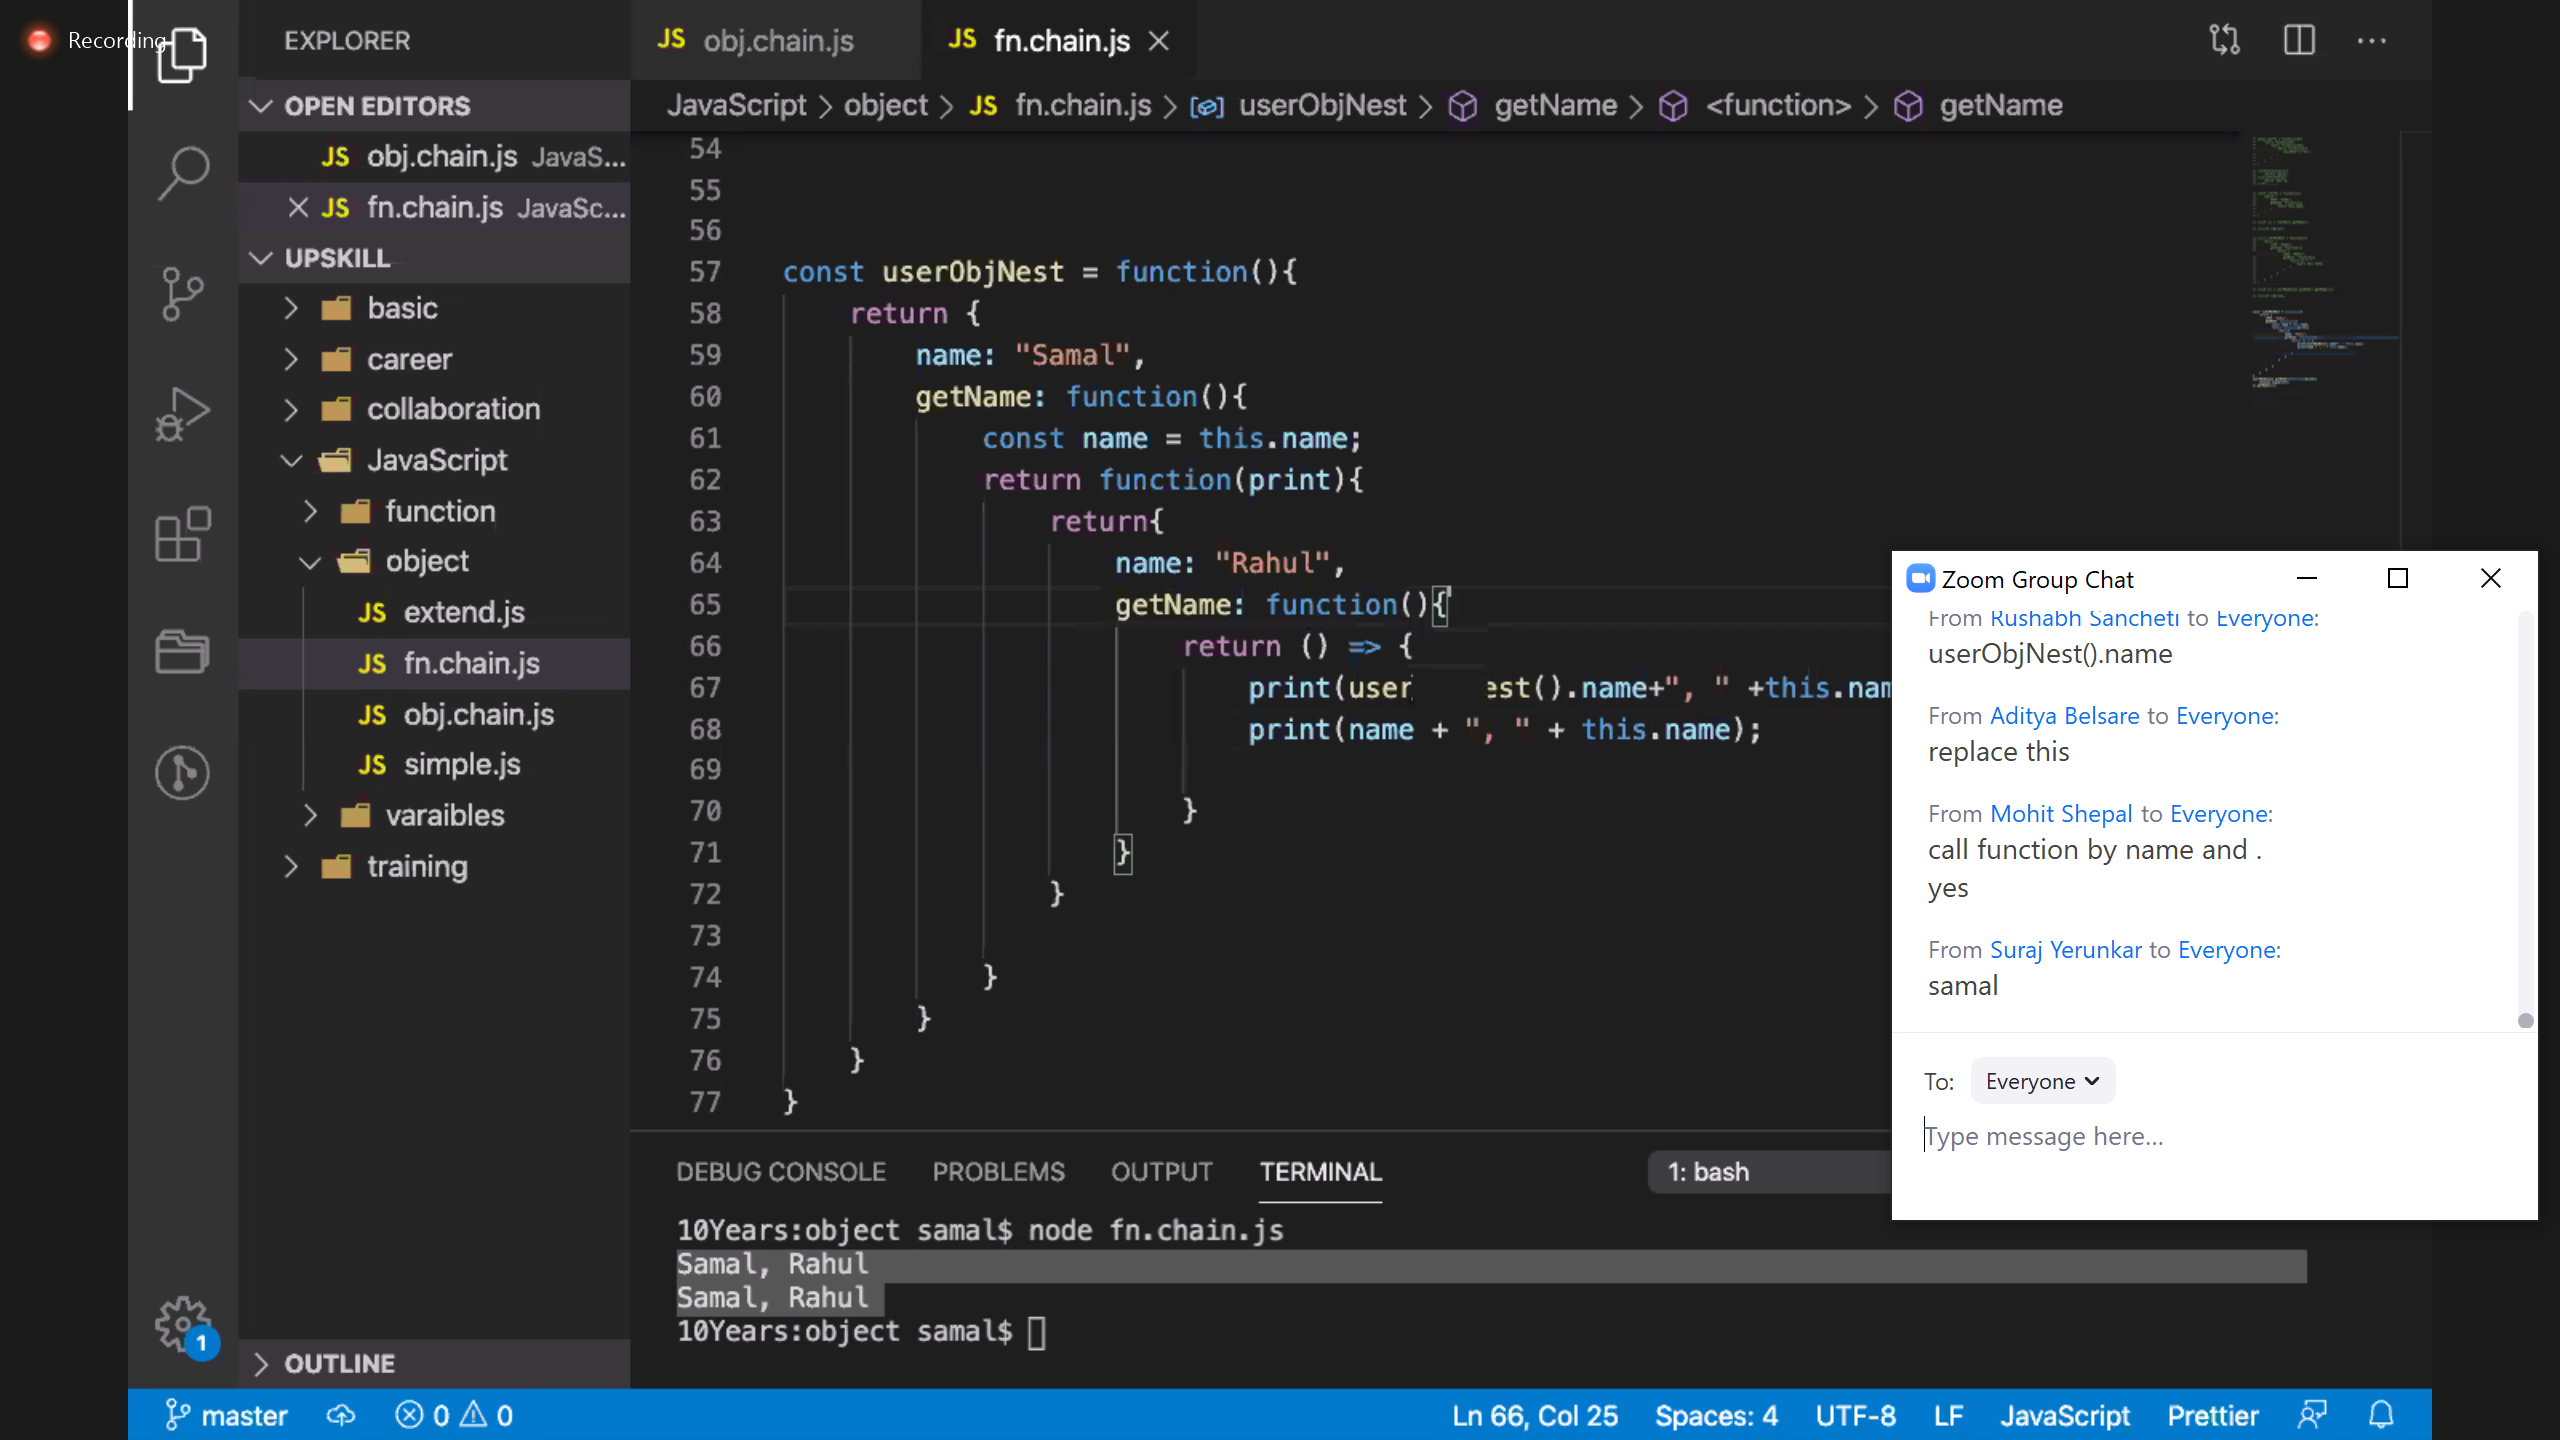 Recording
EXPLORER
OPEN EDITORS
JS obj.chain.js JavaS...
JS fn.chain.js JavaSc...
UPSKILL
basic
career
collaboration
JavaScript
function
object
JS extend.js
JS fn.chain.js
JS obj.chain.js
JS simple.js
varaibles
training
OUTLINE
1
JS obj.chain.js
JS fn.chain.js
JavaScript > object > JS fn.chain.js > userObjNest > getName > <function> > getName
54
55
56
57 const userObjNest = function(){
58 return {
59 name: "Samal",
60 getName: function(){
61 const name = this.name;
62 return function(print){
63 return{
64 name: "Rahul",
65 getName: function(){
66 return () => {
67 print(user est().name+", " +this.nam
68 print(name + ", " + this.name);
69
70 }
71 }
72 }
73
74 }
75 }
76 }
77 }
DEBUG CONSOLE PROBLEMS OUTPUT TERMINAL 1: bash
10Years:object samal$ node fn.chain.js
Samal, Rahul
Samal, Rahul
10Years:object samal$
Zoom Group Chat
From Rushabh Sancheti to Everyone:
userObjNest().name
From Aditya Belsare to Everyone:
replace this
From Mohit Shepal to Everyone:
call function by name and .
yes
From Suraj Yerunkar to Everyone:
samal
To: Everyone
Type message here...
master 0 0 Ln 66, Col 25 Spaces: 4 UTF-8 LF JavaScript Prettier